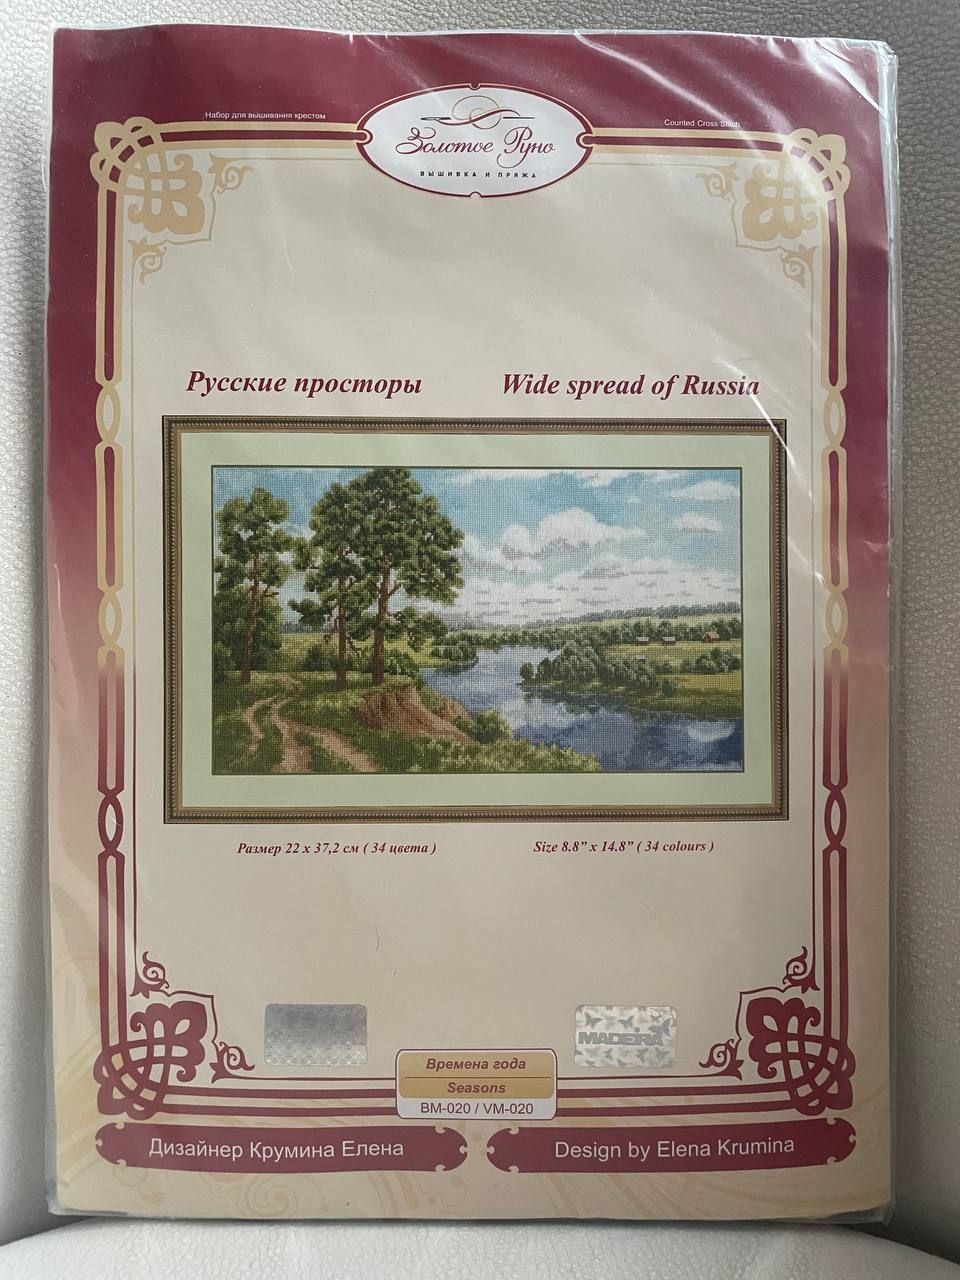 Набор для вышивания крестом
Counted Cross Stitch
Золотое Руно
ВЫШИВКА И ПРЯЖА
Русские просторы
Wide spread of Russia
Размер 22 х 37,2 см ( 34 цвета )
Size 8.8” x 14.8” ( 34 colours )
MADEIRA
Времена года
Seasons
ВМ-020 / VM-020
Дизайнер Крумина Елена
Design by Elena Krumina